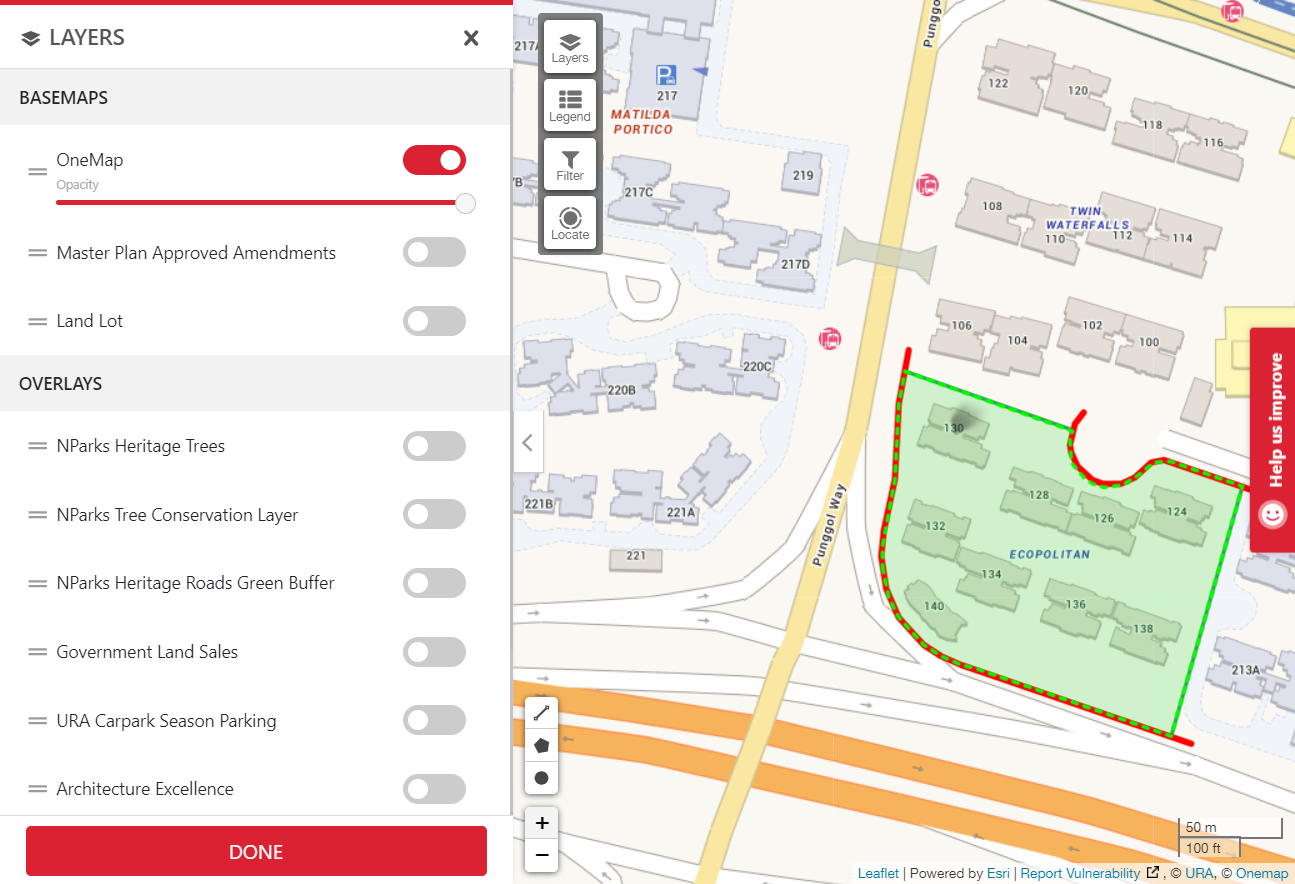 LAYERS
BASEMAPS
OneMap
Opacity
Master Plan Approved Amendments
Land Lot
OVERLAYS
NParks Heritage Trees
NParks Tree Conservation Layer
NParks Heritage Roads Green Buffer
Government Land Sales
URA Carpark Season Parking
Architecture Excellence
DONE
Layers
Legend
Filter
Locate
217A
P
217
MATILDA
PORTICO
217C
219
217D
220B
220C
221B
221A
221
Punggol
Punggol Way
122
120
118
116
108
TWIN
WATERFALLS
110
112
114
106
104
102
100
130
128
126
124
132
ECOPOLITAN
134
140
136
138
213A
Help us improve
+
−
50 m
100 ft
Leaflet | Powered by Esri | Report Vulnerability , © URA, © Onemap